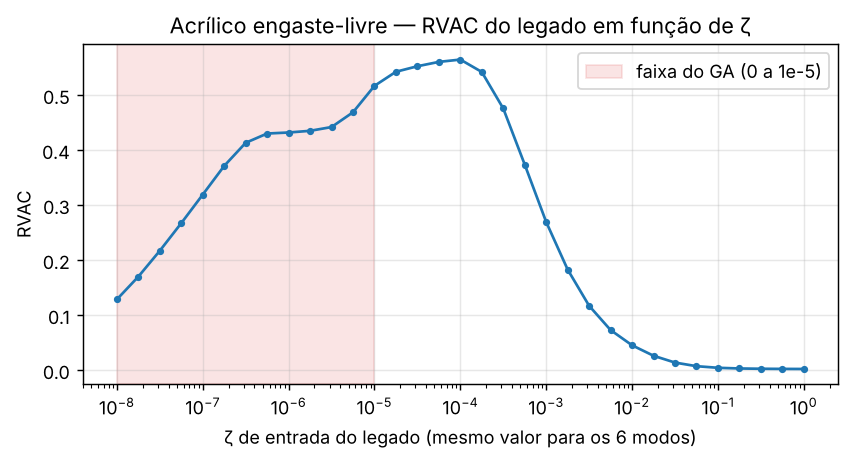 Acrílico engaste-livre — RVAC do legado em função de ζ
faixa do GA (0 a 1e-5)
RVAC
0.5
0.4
0.3
0.2
0.1
0.0
10⁻⁸ 10⁻⁷ 10⁻⁶ 10⁻⁵ 10⁻⁴ 10⁻³ 10⁻² 10⁻¹ 10⁰
ζ de entrada do legado (mesmo valor para os 6 modos)